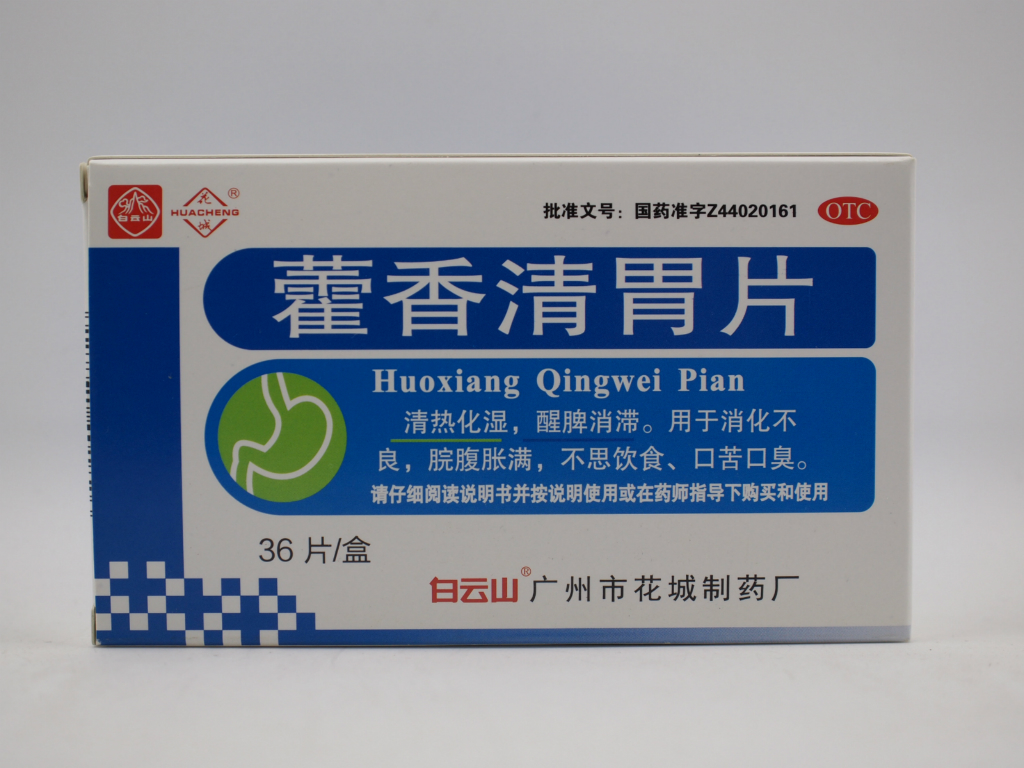 白云山
花城
HUACHENG
®
批准文号：国药准字Z44020161
OTC
藿香清胃片
Huoxiang Qingwei Pian
清热化湿，醒脾消滞。用于消化不
良，脘腹胀满，不思饮食、口苦口臭。
请仔细阅读说明书并按说明使用或在药师指导下购买和使用
36 片/盒
白云山®广州市花城制药厂